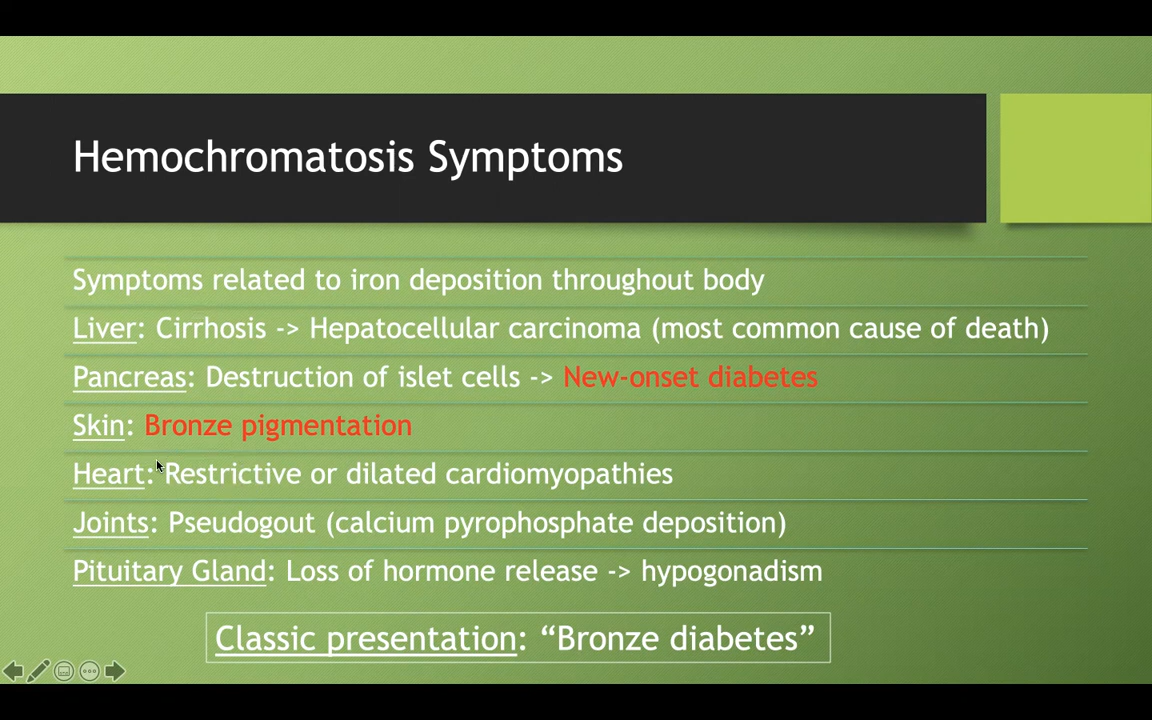 Hemochromatosis Symptoms
Symptoms related to iron deposition throughout body
Liver: Cirrhosis -> Hepatocellular carcinoma (most common cause of death)
Pancreas: Destruction of islet cells -> New-onset diabetes
Skin: Bronze pigmentation
Heart: Restrictive or dilated cardiomyopathies
Joints: Pseudogout (calcium pyrophosphate deposition)
Pituitary Gland: Loss of hormone release -> hypogonadism
Classic presentation: “Bronze diabetes”